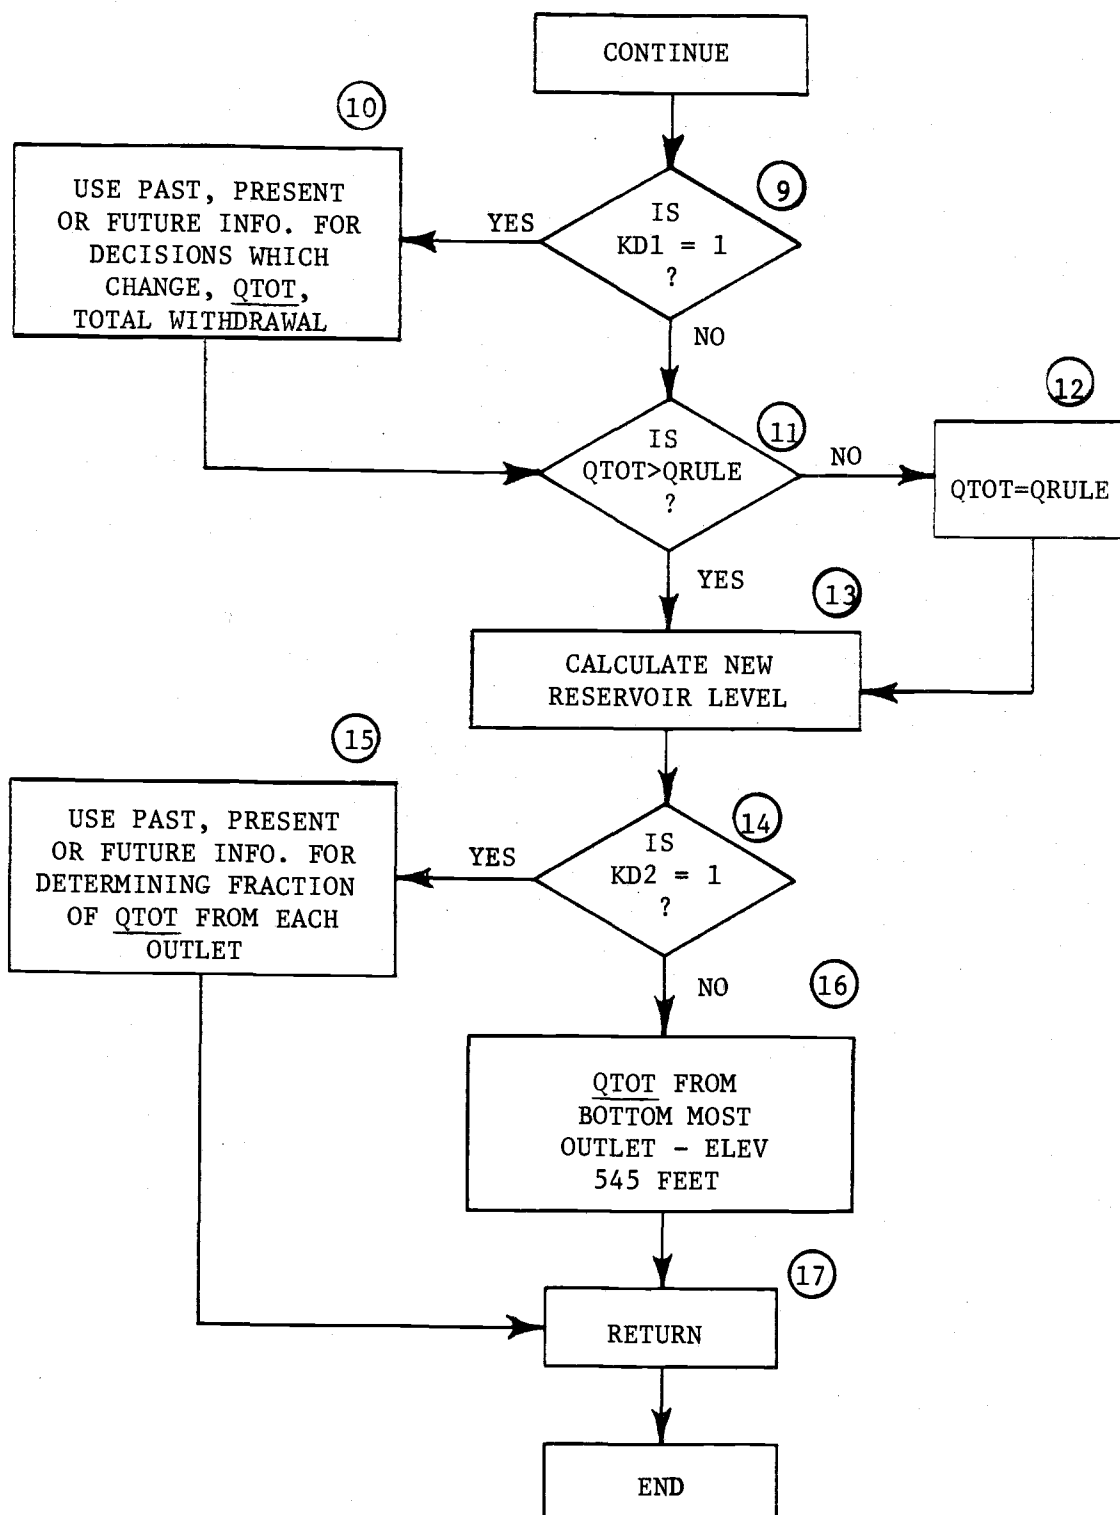 CONTINUE
10
9
USE PAST, PRESENT
OR FUTURE INFO. FOR
DECISIONS WHICH
CHANGE, QTOT,
TOTAL WITHDRAWAL
YES
IS
KD1 = 1
?
NO
12
11
IS
QTOT>QRULE
?
NO
QTOT=QRULE
YES
13
CALCULATE NEW
RESERVOIR LEVEL
15
14
USE PAST, PRESENT
OR FUTURE INFO. FOR
DETERMINING FRACTION
OF QTOT FROM EACH
OUTLET
YES
IS
KD2 = 1
?
NO
16
QTOT FROM
BOTTOM MOST
OUTLET - ELEV
545 FEET
17
RETURN
END